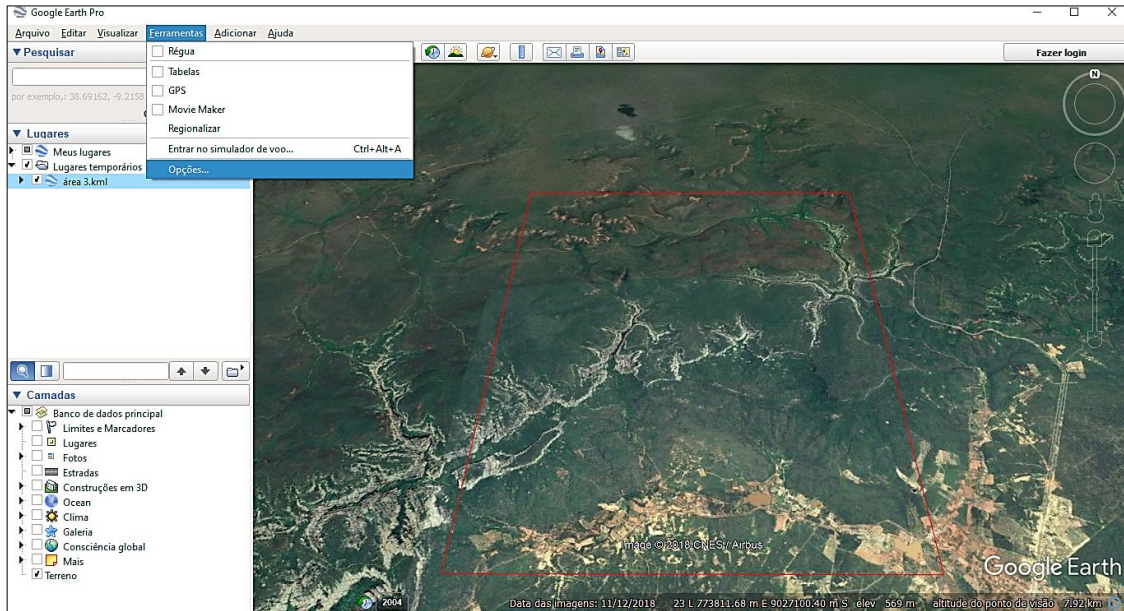 Google Earth Pro
Arquivo Editar Visualizar Ferramentas Adicionar Ajuda
Pesquisar
por exemplo,: 38.69162, -9.2158
Régua
Tabelas
GPS
Movie Maker
Regionalizar
Entrar no simulador de voo... Ctrl+Alt+A
Opções...
Fazer login
N
Lugares
Meus lugares
Lugares temporários
área 3.kml
Camadas
Banco de dados principal
Limites e Marcadores
Lugares
Fotos
Estradas
Construções em 3D
Ocean
Clima
Galeria
Consciência global
Mais
Terreno
Image © 2018 CNES / Airbus
Google Earth
2004
Data das imagens: 11/12/2018 23 L 773811.68 m E 9027100.40 m S elev 569 m altitude do ponto de visão 7.92 km